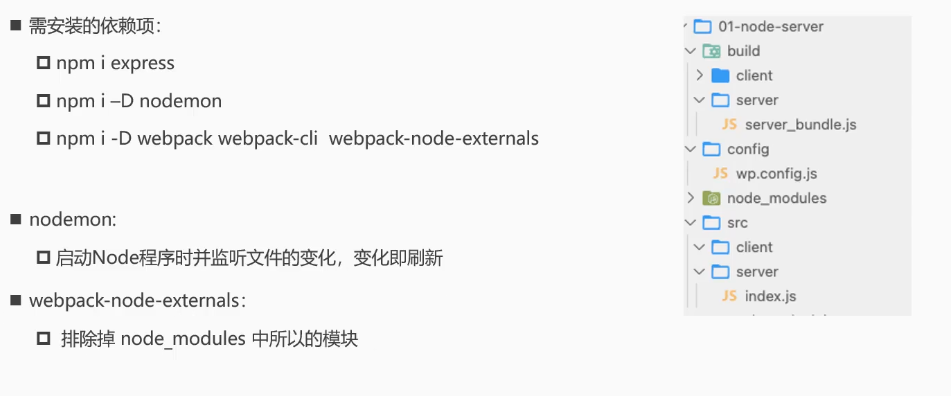 需安装的依赖项：
npm i express
npm i –D nodemon
npm i -D webpack webpack-cli webpack-node-externals
nodemon:
启动Node程序时并监听文件的变化，变化即刷新
webpack-node-externals：
排除掉 node_modules 中所以的模块
01-node-server
build
client
server
JS server_bundle.js
config
JS wp.config.js
node_modules
src
client
server
JS index.js